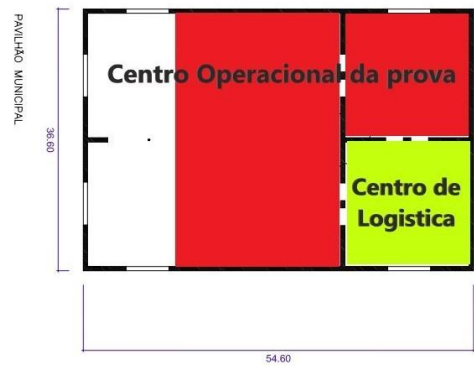 PAVILHÃO MUNICIPAL
36.60
Centro Operacional da prova
Centro de
Logistica
54.60